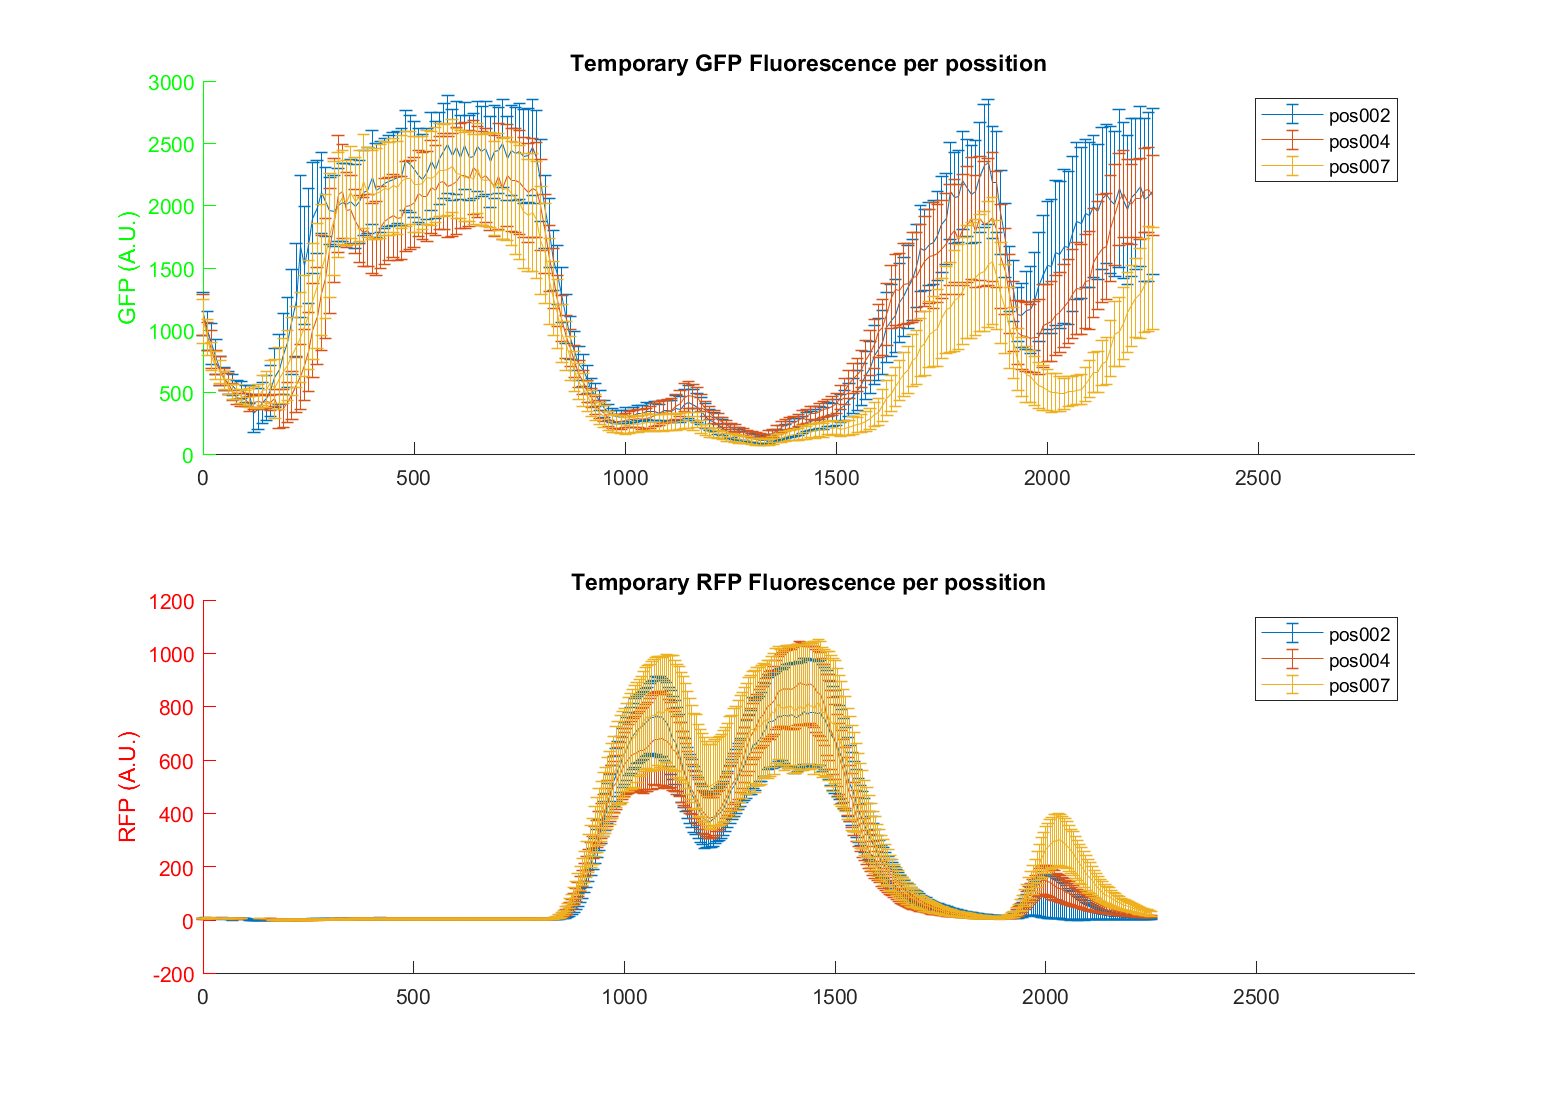 Temporary GFP Fluorescence per possition
GFP (A.U.)
3000
2500
2000
1500
1000
500
0
0 500 1000 1500 2000 2500
pos002
pos004
pos007
Temporary RFP Fluorescence per possition
RFP (A.U.)
1200
1000
800
600
400
200
0
-200
0 500 1000 1500 2000 2500
pos002
pos004
pos007